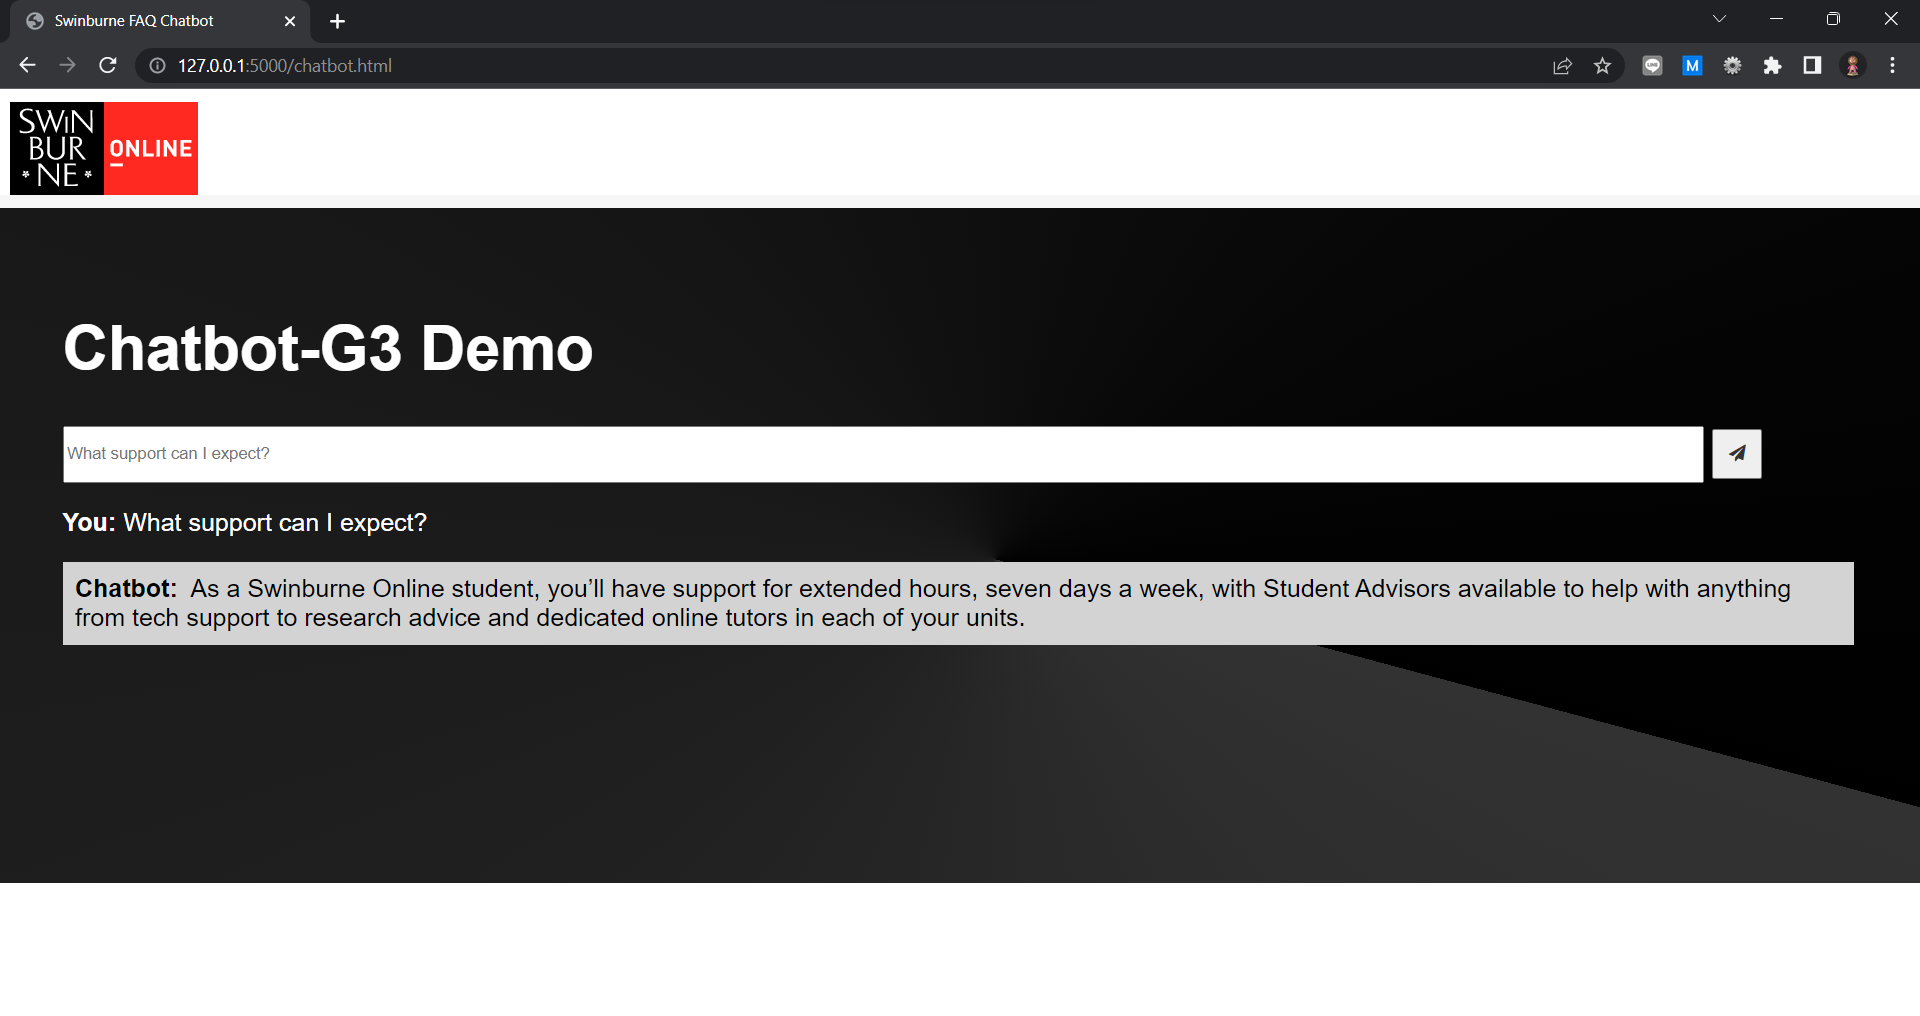 Swinburne FAQ Chatbot
127.0.0.1:5000/chatbot.html
SWIN
BUR
NE
ONLINE
Chatbot-G3 Demo
What support can I expect?
You: What support can I expect?
Chatbot: As a Swinburne Online student, you’ll have support for extended hours, seven days a week, with Student Advisors available to help with anything
from tech support to research advice and dedicated online tutors in each of your units.
M